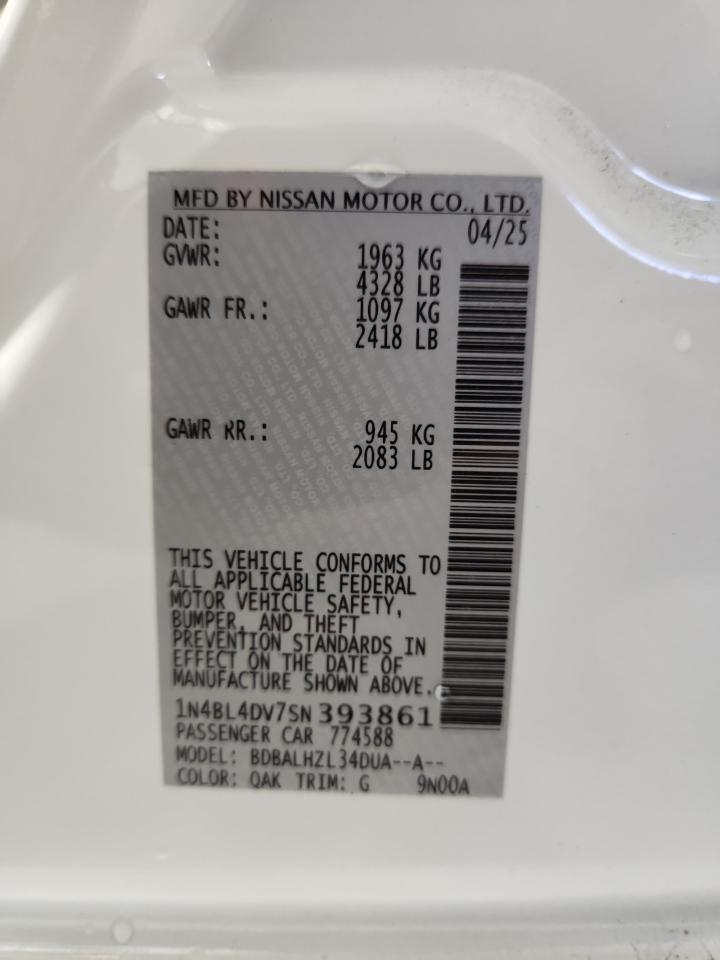 MFD BY NISSAN MOTOR CO., LTD.
DATE: 04/25
GVWR: 1963 KG
4328 LB
GAWR FR.: 1097 KG
2418 LB
GAWR RR.: 945 KG
2083 LB
THIS VEHICLE CONFORMS TO
ALL APPLICABLE FEDERAL
MOTOR VEHICLE SAFETY,
BUMPER, AND THEFT
PREVENTION STANDARDS IN
EFFECT ON THE DATE OF
MANUFACTURE SHOWN ABOVE.
1N4BL4DV7SN 393861
PASSENGER CAR 774588
MODEL: BDBALHZL34DUA--A--
COLOR: QAK TRIM: G 9N00A